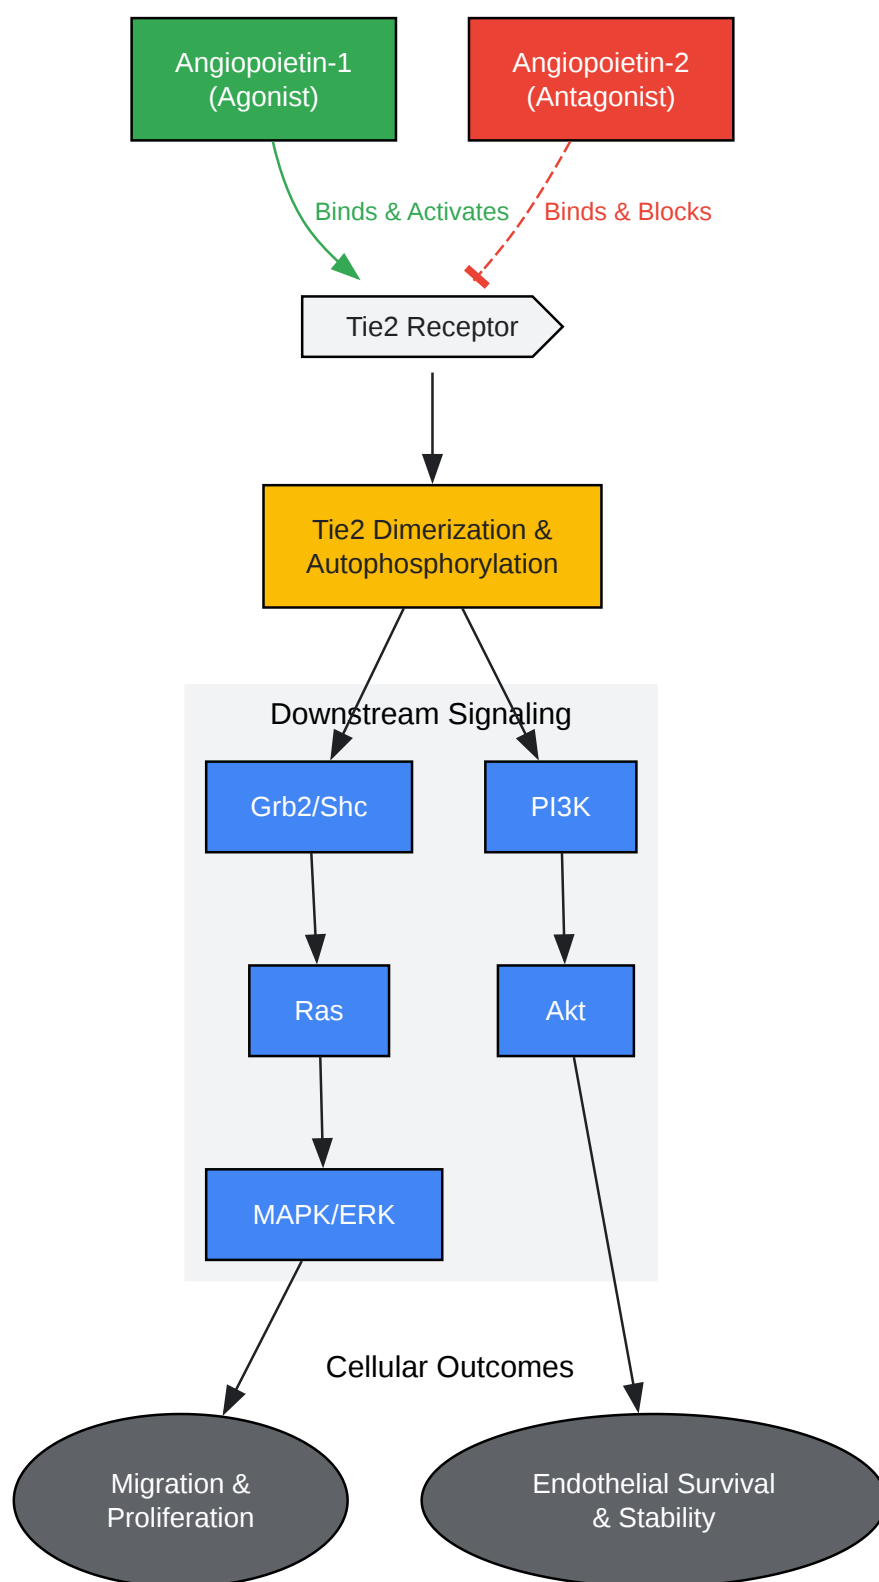 Angiopoietin-1
(Agonist)
Angiopoietin-2
(Antagonist)
Binds & Activates
Binds & Blocks
Tie2 Receptor
Tie2 Dimerization &
Autophosphorylation
Downstream Signaling
Grb2/Shc
PI3K
Ras
Akt
MAPK/ERK
Cellular Outcomes
Migration &
Proliferation
Endothelial Survival
& Stability